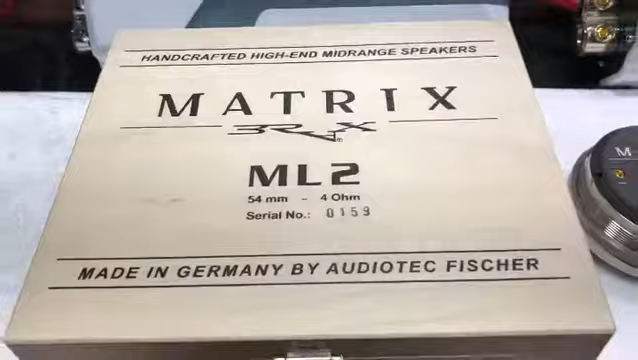 HANDCRAFTED HIGH-END MIDRANGE SPEAKERS
MATRIX
BRAX®
ML2
54 mm - 4 Ohm
Serial No.: 0159
MADE IN GERMANY BY AUDIOTEC FISCHER
M-